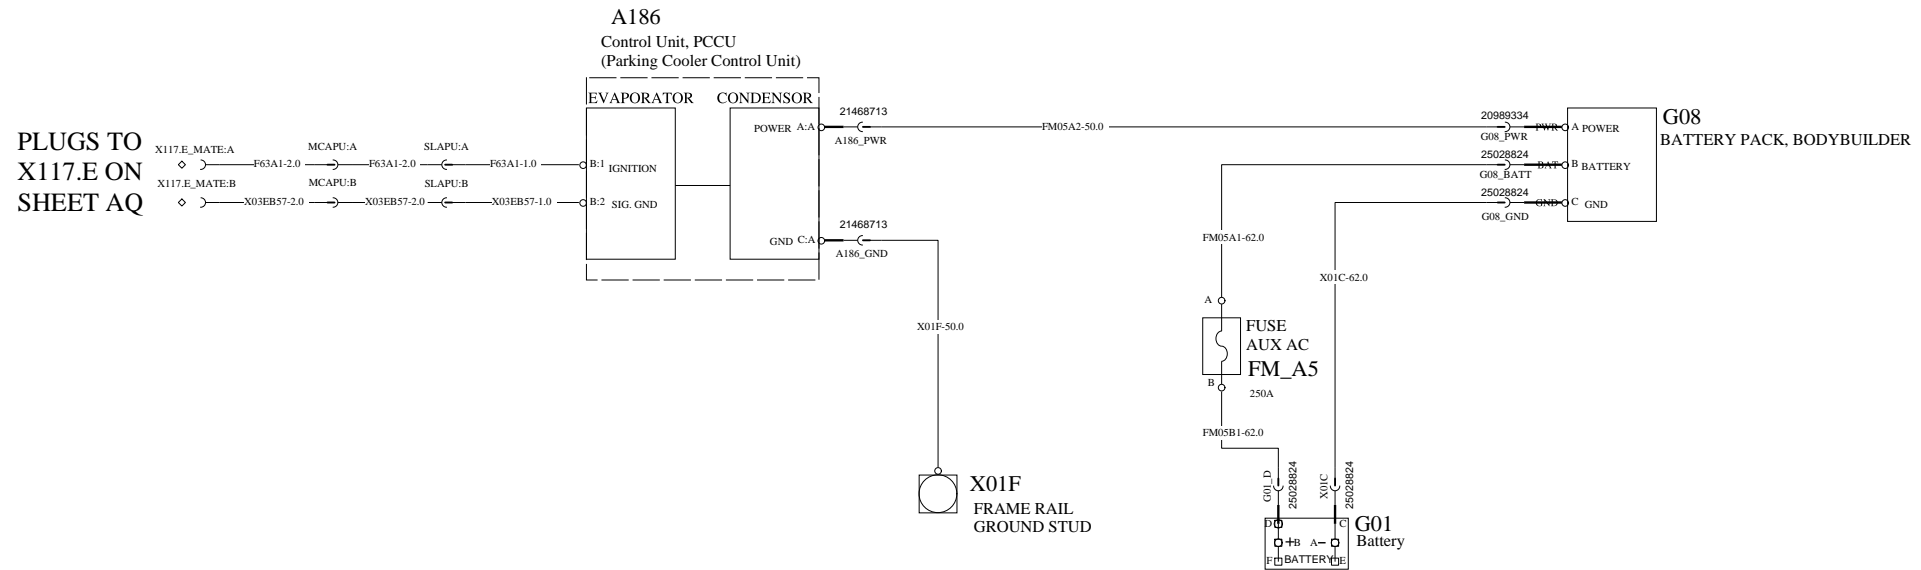 A186
Control Unit, PCCU
(Parking Cooler Control Unit)
EVAPORATOR
CONDENSOR
PLUGS TO
X117.E ON
SHEET AQ
X117.E_MATE:A
F63A1-2.0
MCAPU:A
F63A1-2.0
SLAPU:A
F63A1-1.0
B:1
IGNITION
X117.E_MATE:B
X03EB57-2.0
MCAPU:B
X03EB57-2.0
SLAPU:B
X03EB57-1.0
B:2
SIG. GND
POWER A:A
21468713
A186_PWR
FM05A2-50.0
GND C:A
21468713
A186_GND
X01F-50.0
X01F
FRAME RAIL
GROUND STUD
20989334
G08_PWR
PWR
A POWER
25028824
G08_BATT
BAT
B BATTERY
25028824
G08_GND
GND
C GND
G08
BATTERY PACK, BODYBUILDER
FM05A1-62.0
X01C-62.0
A
FUSE
AUX AC
FM_A5
250A
B
FM05B1-62.0
G01_D
25028824
X01C
25028824
G01
Battery
D
C
+B A−
F BATTERY E